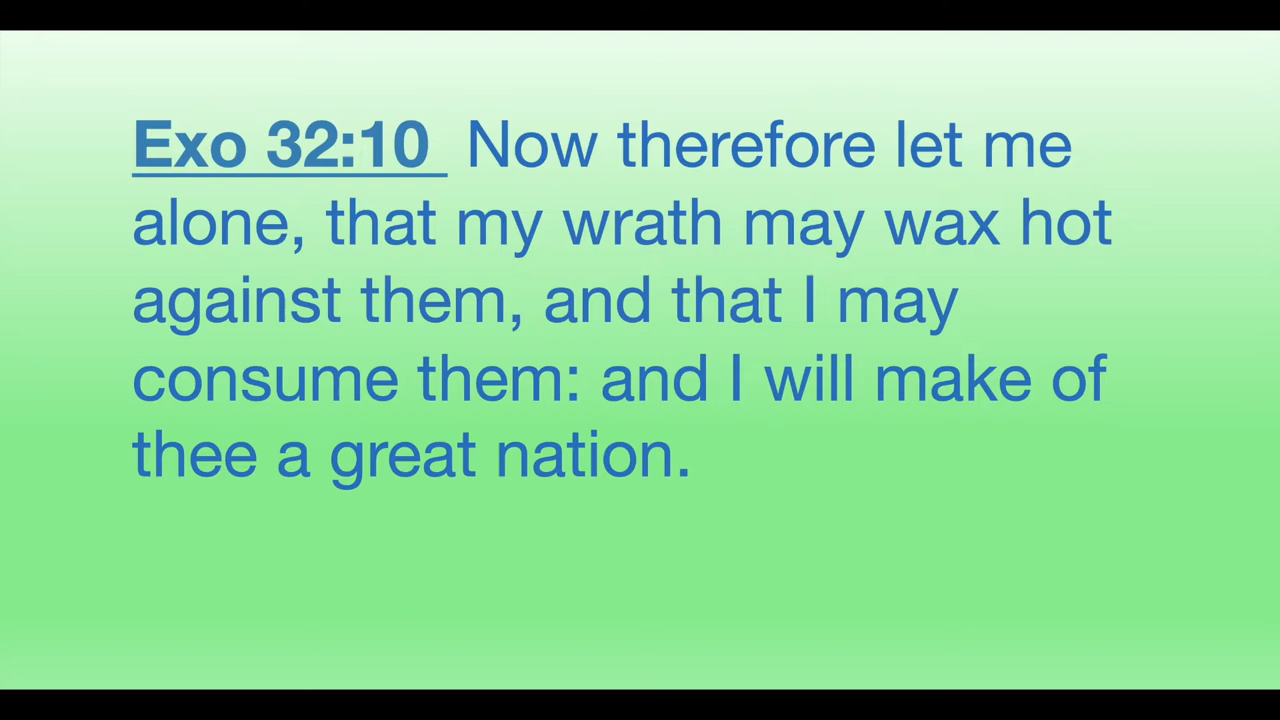 Exo 32:10 Now therefore let me
alone, that my wrath may wax hot
against them, and that I may
consume them: and I will make of
thee a great nation.